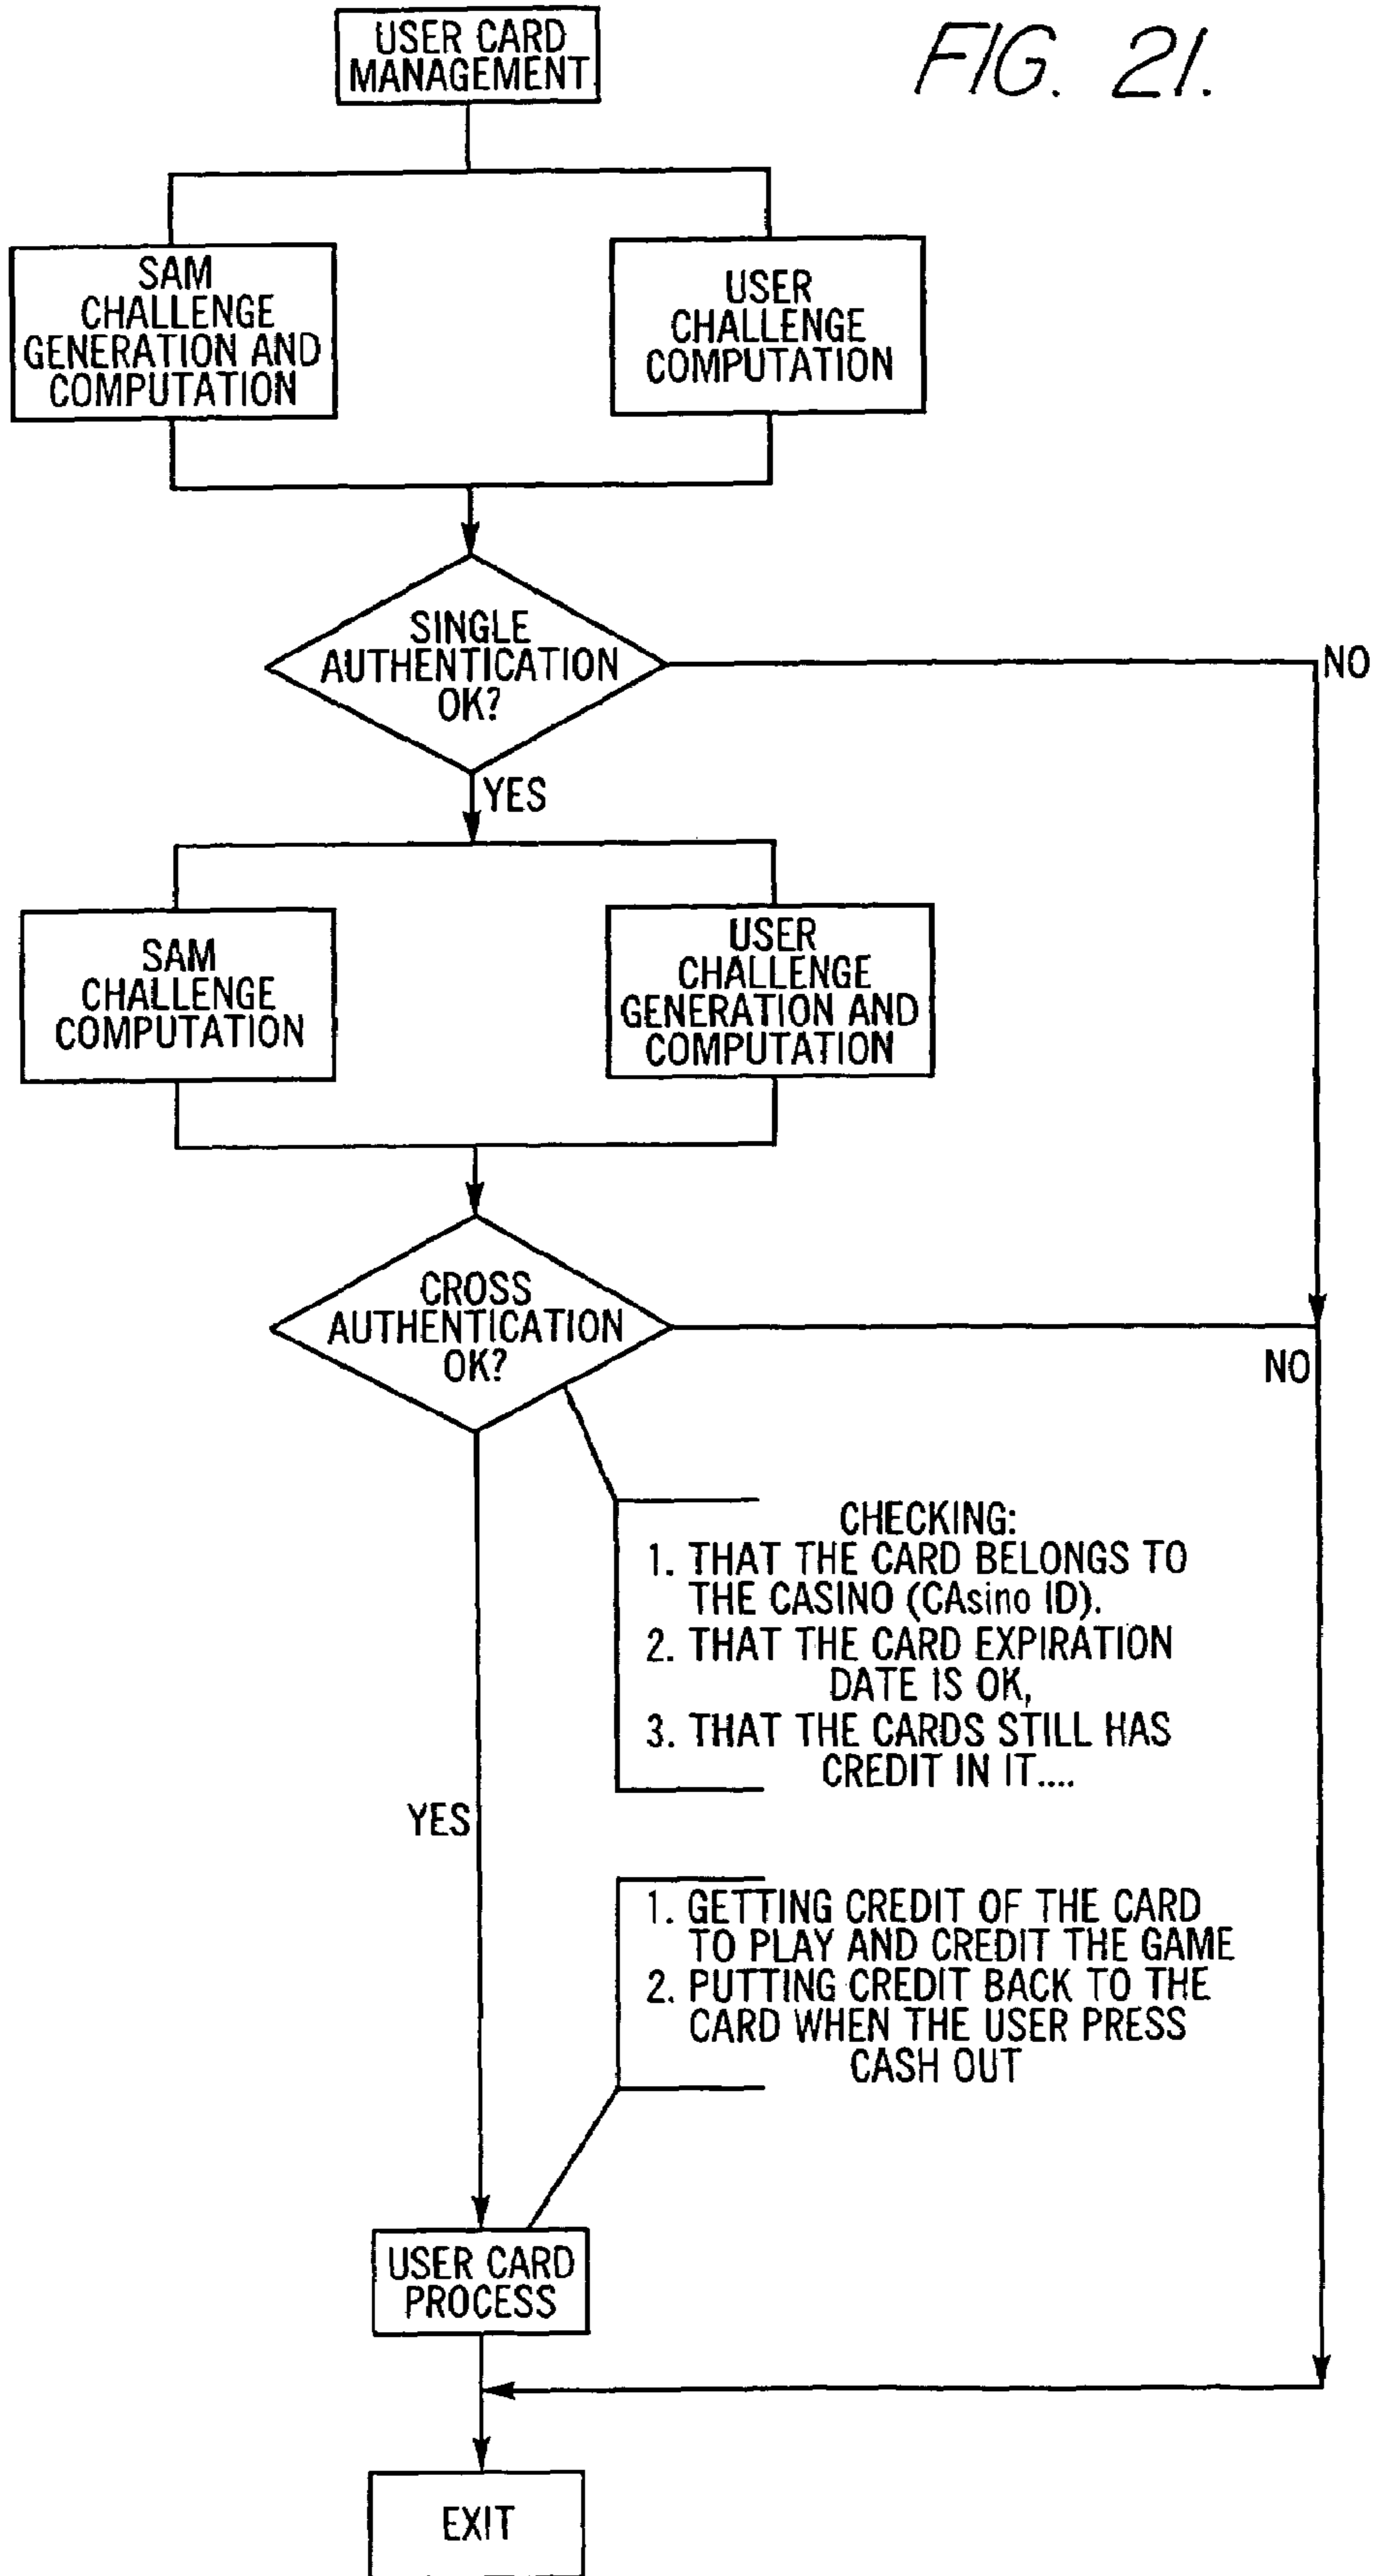 USER CARD
MANAGEMENT
FIG. 21.
SAM
CHALLENGE
GENERATION AND
COMPUTATION
USER
CHALLENGE
COMPUTATION
SINGLE
AUTHENTICATION
OK?
NO
YES
SAM
CHALLENGE
COMPUTATION
USER
CHALLENGE
GENERATION AND
COMPUTATION
CROSS
AUTHENTICATION
OK?
NO
CHECKING:
1. THAT THE CARD BELONGS TO
THE CASINO (CAsino ID).
2. THAT THE CARD EXPIRATION
DATE IS OK,
3. THAT THE CARDS STILL HAS
CREDIT IN IT....
YES
1. GETTING CREDIT OF THE CARD
TO PLAY AND CREDIT THE GAME
2. PUTTING CREDIT BACK TO THE
CARD WHEN THE USER PRESS
CASH OUT
USER CARD
PROCESS
EXIT